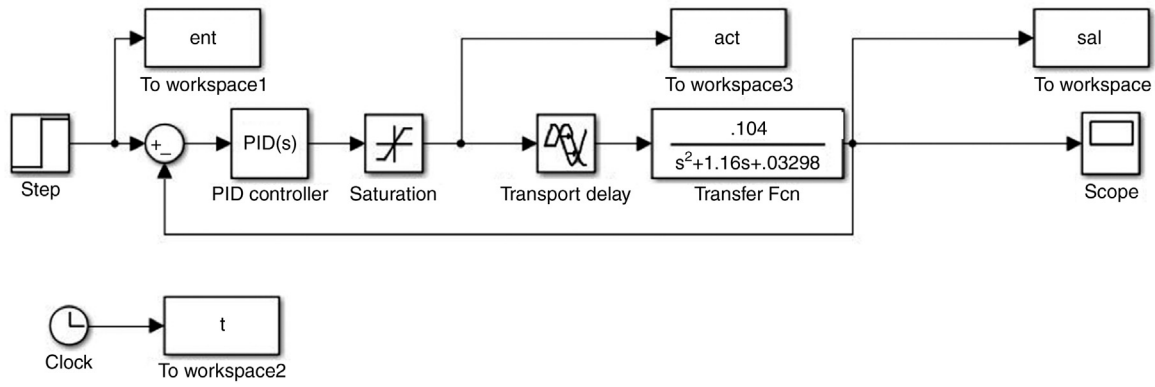 ent
To workspace1
act
To workspace3
sal
To workspace
Step
+_
PID(s)
PID controller
Saturation
Transport delay
.104
s²+1.16s+.03298
Transfer Fcn
Scope
Clock
t
To workspace2